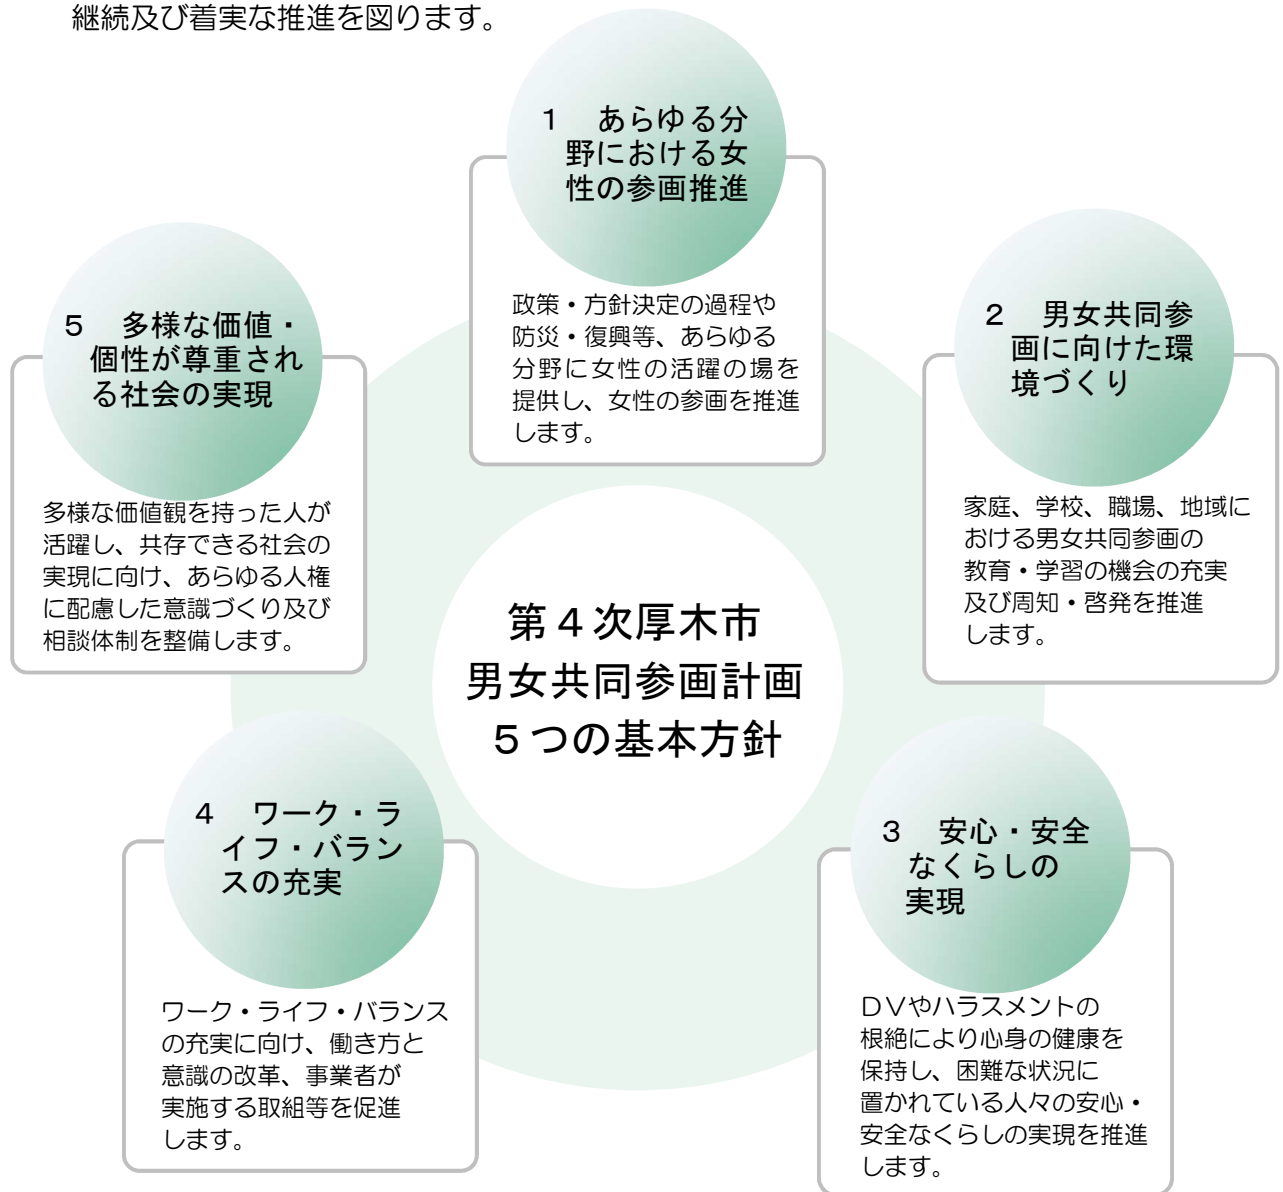 継続及び着実な推進を図ります。
1　あらゆる分
野における女
性の参画推進
政策・方針決定の過程や
防災・復興等、あらゆる
分野に女性の活躍の場を
提供し、女性の参画を推進
します。
2　男女共同参
画に向けた環
境づくり
家庭、学校、職場、地域に
おける男女共同参画の
教育・学習の機会の充実
及び周知・啓発を推進
します。
3　安心・安全
なくらしの
実現
ＤＶやハラスメントの
根絶により心身の健康を
保持し、困難な状況に
置かれている人々の安心・
安全なくらしの実現を推進
します。
4　ワーク・ラ
イフ・バラン
スの充実
ワーク・ライフ・バランス
の充実に向け、働き方と
意識の改革、事業者が
実施する取組等を促進
します。
5　多様な価値・
個性が尊重され
る社会の実現
多様な価値観を持った人が
活躍し、共存できる社会の
実現に向け、あらゆる人権
に配慮した意識づくり及び
相談体制を整備します。
第４次厚木市
男女共同参画計画
５つの基本方針